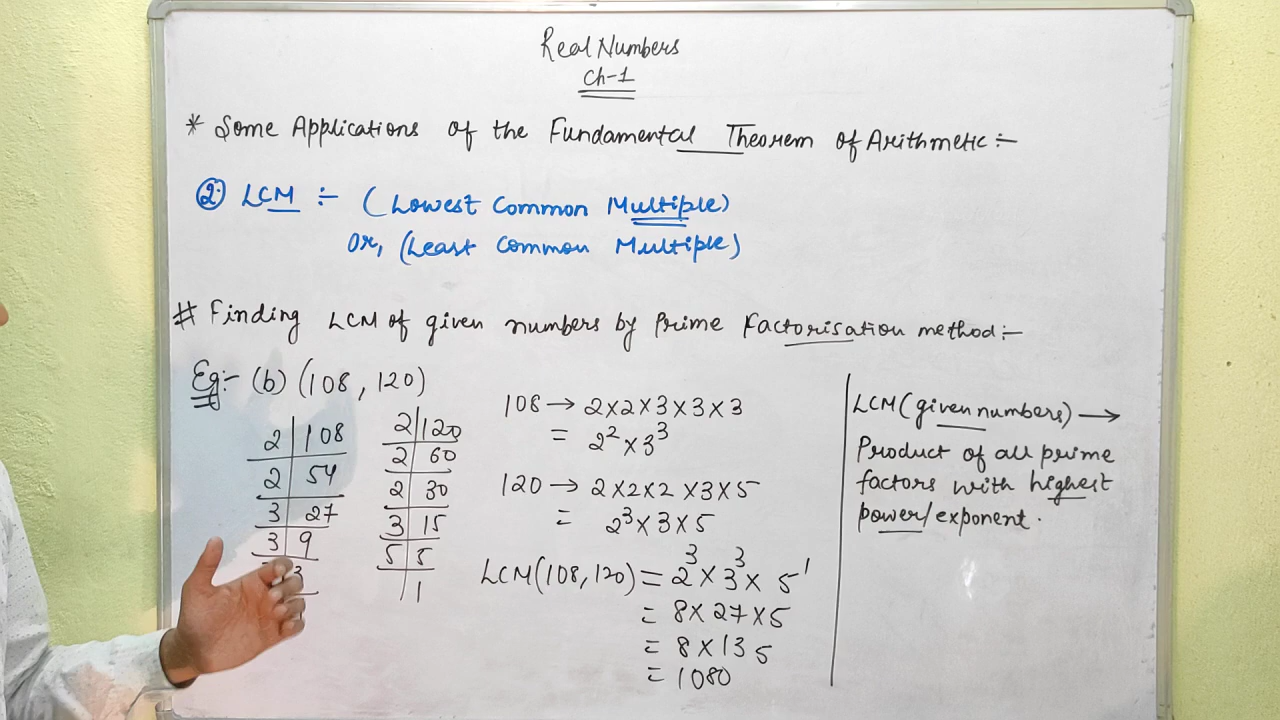 Real Numbers
Ch-1
* Some Applications of the Fundamental Theorem of Arithmetic :-
② LCM :- (Lowest Common Multiple)
Or, (Least Common Multiple)
# Finding LCM of given numbers by Prime Factorisation method :-
Eg:- (b) (108, 120)
2 | 108
2 | 54
3 | 27
3 | 9
3
2 | 120
2 | 60
2 | 30
3 | 15
5 | 5
| 1
108 → 2×2×3×3×3
= 2² × 3³
120 → 2×2×2×3×5
= 2³ × 3 × 5
LCM(108, 120) = 2³ × 3³ × 5¹
= 8×27×5
= 8×135
= 1080
LCM(given numbers) →
Product of all prime
factors with highest
power/exponent.